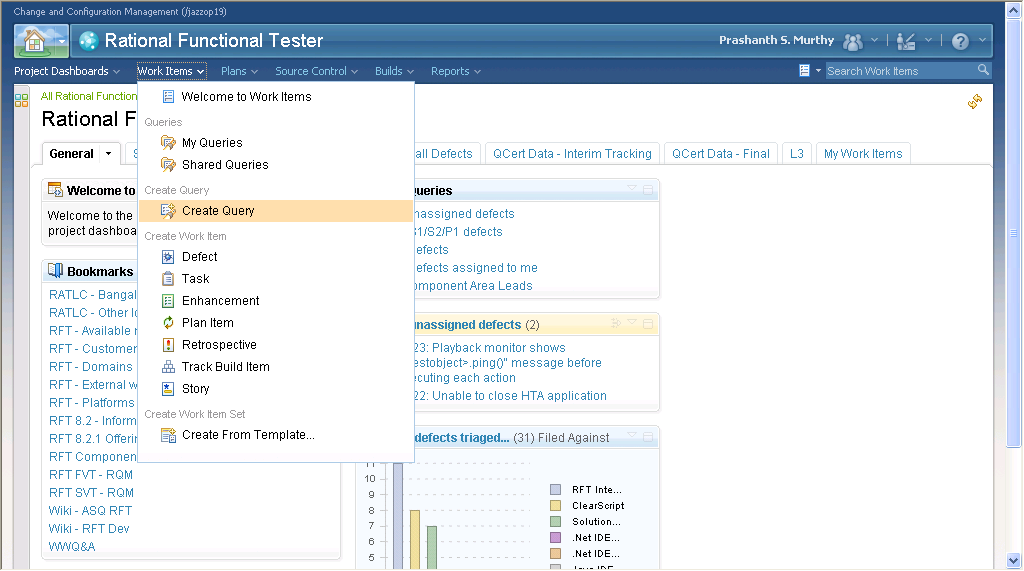 Change and Configuration Management (/jazzop19)
Rational Functional Tester
Prashanth S. Murthy
Project Dashboards
Work Items
Plans
Source Control
Builds
Reports
Search Work Items
All Rational Function
Rational F
General
all Defects
QCert Data - Interim Tracking
QCert Data - Final
L3
My Work Items
Welcome to Work Items
Queries
My Queries
Shared Queries
Create Query
Create Query
Create Work Item
Defect
Task
Enhancement
Plan Item
Retrospective
Track Build Item
Story
Create Work Item Set
Create From Template...
Welcome to
Welcome to the
project dashboa
Bookmarks
RATLC - Bangal
RATLC - Other lo
RFT - Available
RFT - Customer
RFT - Domains
RFT - External w
RFT - Platforms
RFT 8.2 - Inform
RFT 8.2.1 Offerin
RFT Componen
RFT FVT - RQM
RFT SVT - RQM
Wiki - ASQ RFT
Wiki - RFT Dev
WWQ&A
Queries
nassigned defects
S1/S2/P1 defects
efects
efects assigned to me
omponent Area Leads
nassigned defects (2)
23: Playback monitor shows
estobject>.ping()" message before
ecuting each action
22: Unable to close HTA application
defects triaged... (31) Filed Against
11
10
9
8
7
6
5
RFT Inte...
ClearScript
Solution...
.Net IDE...
.Net IDE...